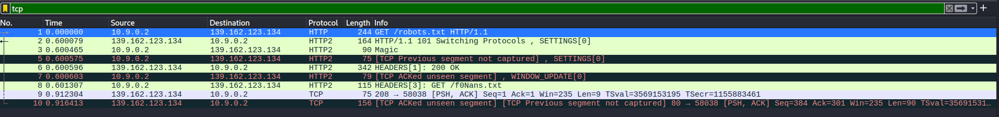 tcp
No. Time Source Destination Protocol Length Info
1 0.000000 10.9.0.2 139.162.123.134 HTTP 244 GET /robots.txt HTTP/1.1
2 0.600079 139.162.123.134 10.9.0.2 HTTP2 164 HTTP/1.1 101 Switching Protocols , SETTINGS[0]
3 0.600465 10.9.0.2 139.162.123.134 HTTP2 90 Magic
5 0.600575 10.9.0.2 139.162.123.134 HTTP2 75 [TCP Previous segment not captured] , SETTINGS[0]
6 0.600596 139.162.123.134 10.9.0.2 HTTP2 342 HEADERS[1]: 200 OK
7 0.600603 10.9.0.2 139.162.123.134 HTTP2 79 [TCP ACKed unseen segment] , WINDOW_UPDATE[0]
8 0.601307 10.9.0.2 139.162.123.134 HTTP2 115 HEADERS[3]: GET /f0Nans.txt
9 0.912304 139.162.123.134 10.9.0.2 TCP 75 208 → 58038 [PSH, ACK] Seq=1 Ack=1 Win=235 Len=9 TSval=3569153195 TSecr=1155883461
10 0.916413 139.162.123.134 10.9.0.2 TCP 156 [TCP ACKed unseen segment] [TCP Previous segment not captured] 80 → 58038 [PSH, ACK] Seq=384 Ack=301 Win=235 Len=90 TSval=35691531…